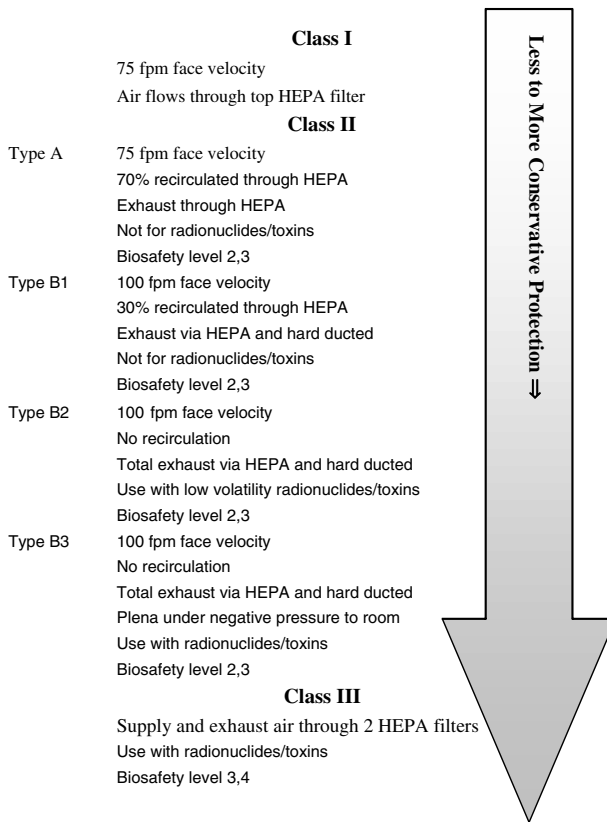 Class I
75 fpm face velocity
Air flows through top HEPA filter
Class II
Type A 75 fpm face velocity
70% recirculated through HEPA
Exhaust through HEPA
Not for radionuclides/toxins
Biosafety level 2,3
Type B1 100 fpm face velocity
30% recirculated through HEPA
Exhaust via HEPA and hard ducted
Not for radionuclides/toxins
Biosafety level 2,3
Type B2 100 fpm face velocity
No recirculation
Total exhaust via HEPA and hard ducted
Use with low volatility radionuclides/toxins
Biosafety level 2,3
Type B3 100 fpm face velocity
No recirculation
Total exhaust via HEPA and hard ducted
Plena under negative pressure to room
Use with radionuclides/toxins
Biosafety level 2,3
Class III
Supply and exhaust air through 2 HEPA filters
Use with radionuclides/toxins
Biosafety level 3,4
Less to More Conservative Protection ⇒